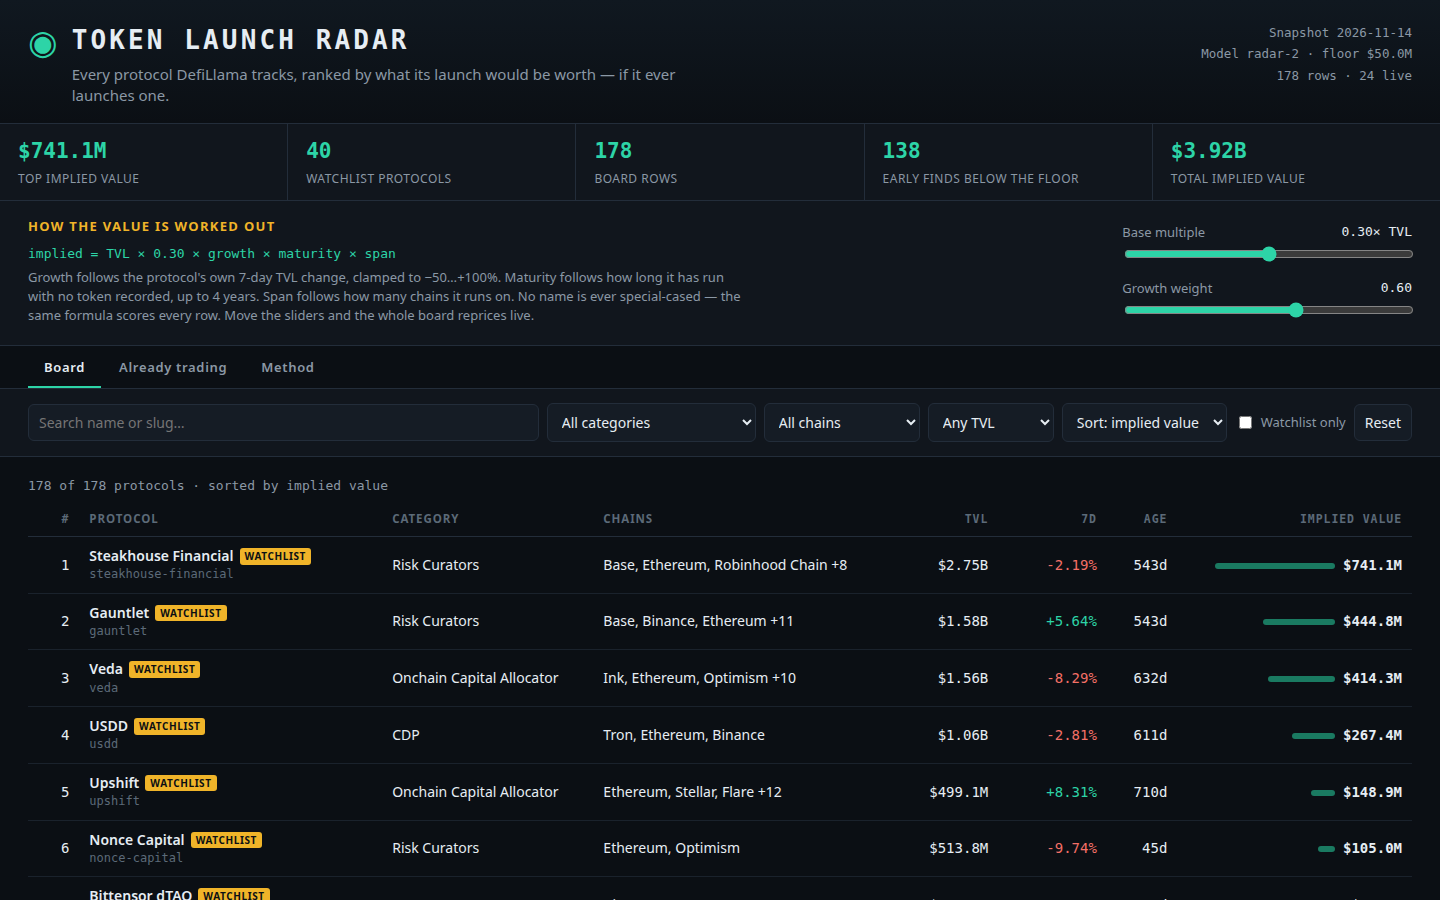 TOKEN LAUNCH RADAR
Every protocol DefiLlama tracks, ranked by what its launch would be worth — if it ever
launches one.
Snapshot 2026-11-14
Model radar-2 · floor $50.0M
178 rows · 24 live
$741.1M
TOP IMPLIED VALUE
40
WATCHLIST PROTOCOLS
178
BOARD ROWS
138
EARLY FINDS BELOW THE FLOOR
$3.92B
TOTAL IMPLIED VALUE
HOW THE VALUE IS WORKED OUT
implied = TVL × 0.30 × growth × maturity × span
Growth follows the protocol's own 7-day TVL change, clamped to −50…+100%. Maturity follows how long it has run
with no token recorded, up to 4 years. Span follows how many chains it runs on. No name is ever special-cased — the
same formula scores every row. Move the sliders and the whole board reprices live.
Base multiple 0.30× TVL
Growth weight 0.60
Board Already trading Method
Search name or slug… All categories All chains Any TVL Sort: implied value Watchlist only Reset
178 of 178 protocols · sorted by implied value
# PROTOCOL CATEGORY CHAINS TVL 7D AGE IMPLIED VALUE
1 Steakhouse Financial WATCHLIST Risk Curators Base, Ethereum, Robinhood Chain +8 $2.75B -2.19% 543d $741.1M
steakhouse-financial
2 Gauntlet WATCHLIST Risk Curators Base, Binance, Ethereum +11 $1.58B +5.64% 543d $444.8M
gauntlet
3 Veda WATCHLIST Onchain Capital Allocator Ink, Ethereum, Optimism +10 $1.56B -8.29% 632d $414.3M
veda
4 USDD WATCHLIST CDP Tron, Ethereum, Binance $1.06B -2.81% 611d $267.4M
usdd
5 Upshift WATCHLIST Onchain Capital Allocator Ethereum, Stellar, Flare +12 $499.1M +8.31% 710d $148.9M
upshift
6 Nonce Capital WATCHLIST Risk Curators Ethereum, Optimism $513.8M -9.74% 45d $105.0M
nonce-capital
Bittensor dTAO WATCHLIST